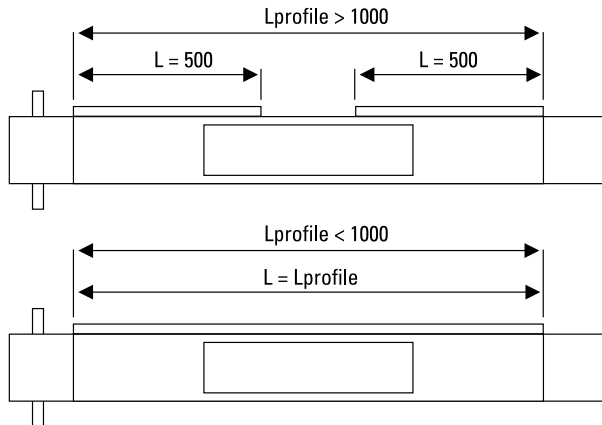 Lprofile > 1000
L = 500
L = 500
Lprofile < 1000
L = Lprofile